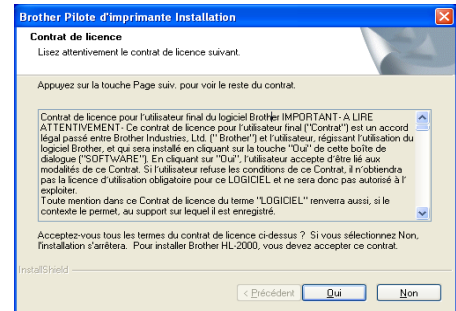 Brother Pilote d'imprimante Installation
Contrat de licence
Lisez attentivement le contrat de licence suivant.
Appuyez sur la touche Page suiv. pour voir le reste du contrat.
Contrat de licence pour l'utilisateur final du logiciel Brother IMPORTANT- A LIRE
ATTENTIVEMENT- Ce contrat de licence pour l'utilisateur final ("Contrat") est un accord
légal passé entre Brother Industries, Ltd. (" Brother") et l'utilisateur, régissant l'utilisation du
logiciel Brother, et qui sera installé en cliquant sur la touche "Oui" de cette boîte de
dialogue ("SOFTWARE"). En cliquant sur "Oui", l'utilisateur accepte d'être lié aux
modalités de ce Contrat. Si l'utilisateur refuse les conditions de ce Contrat, il n'obtiendra
pas la licence d'utilisation obligatoire pour ce LOGICIEL et ne sera donc pas autorisé à l'
exploiter.
Toute mention dans ce Contrat de licence du terme "LOGICIEL" renverra aussi, si le
contexte le permet, au support sur lequel il est enregistré.
Acceptez-vous tous les termes du contrat de licence ci-dessus ? Si vous sélectionnez Non,
l'installation s'arrêtera. Pour installer Brother HL-2000, vous devez accepter ce contrat.
InstallShield
< Précédent
Oui
Non